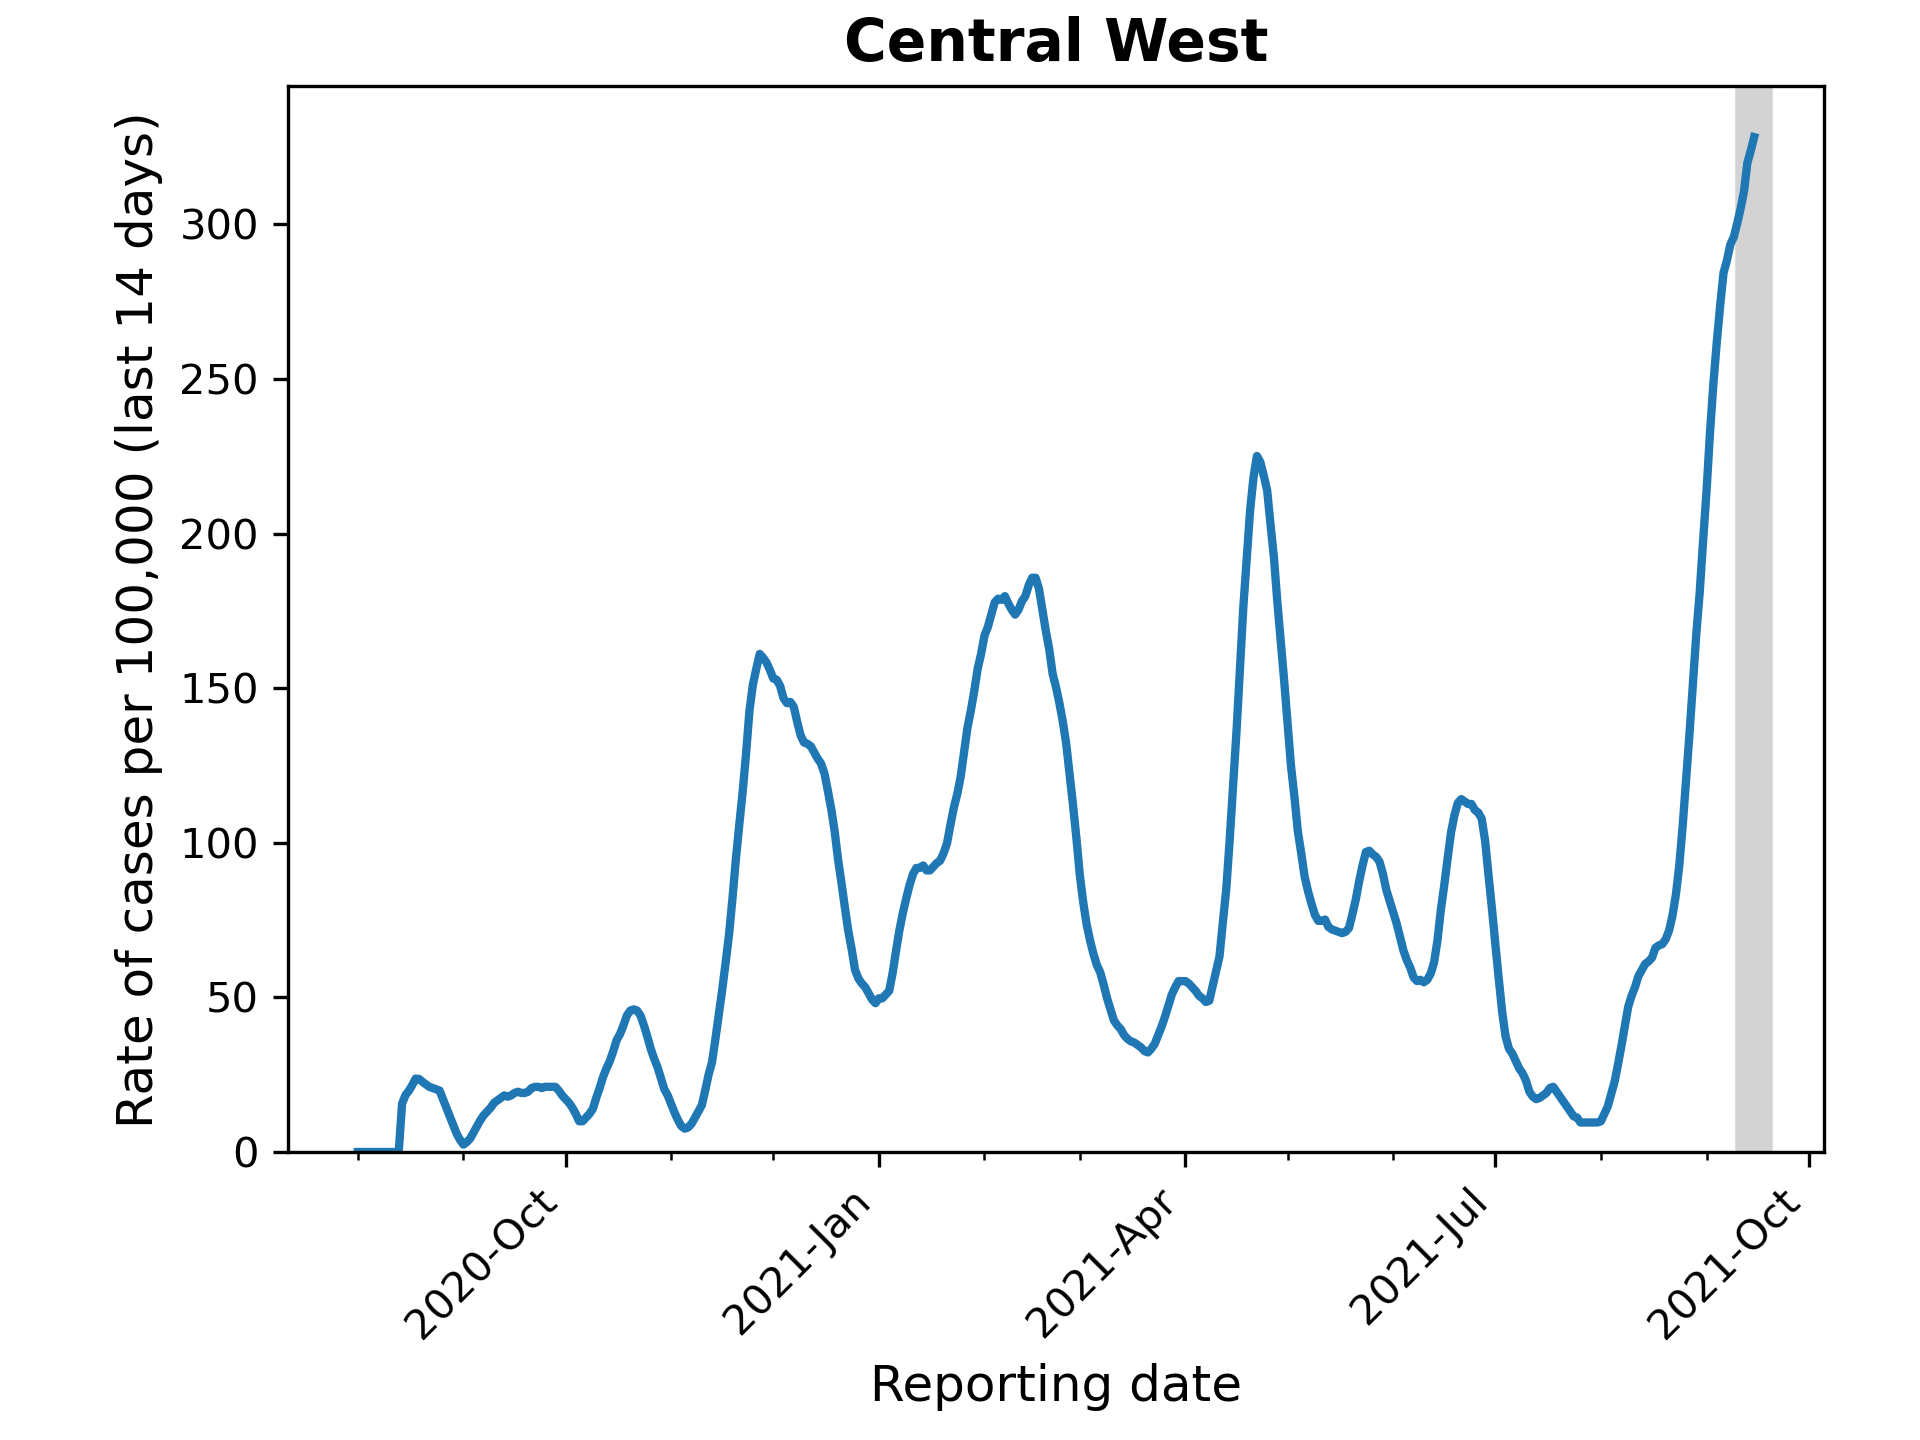 Central West
Rate of cases per 100,000 (last 14 days)
300
250
200
150
100
50
0
2020-Oct
2021-Jan
2021-Apr
2021-Jul
2021-Oct
Reporting date